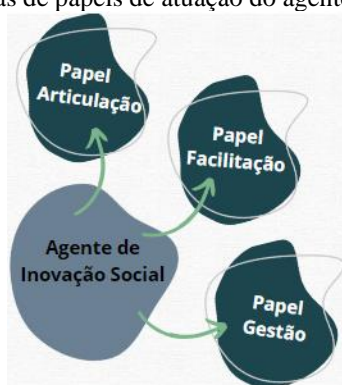 as de papéis de atuação do agente
Papel
Articulação
Papel
Facilitação
Agente de
Inovação Social
Papel
Gestão